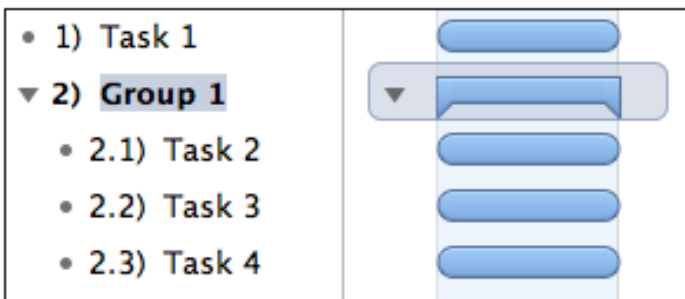 1) Task 1
2) Group 1
2.1) Task 2
2.2) Task 3
2.3) Task 4